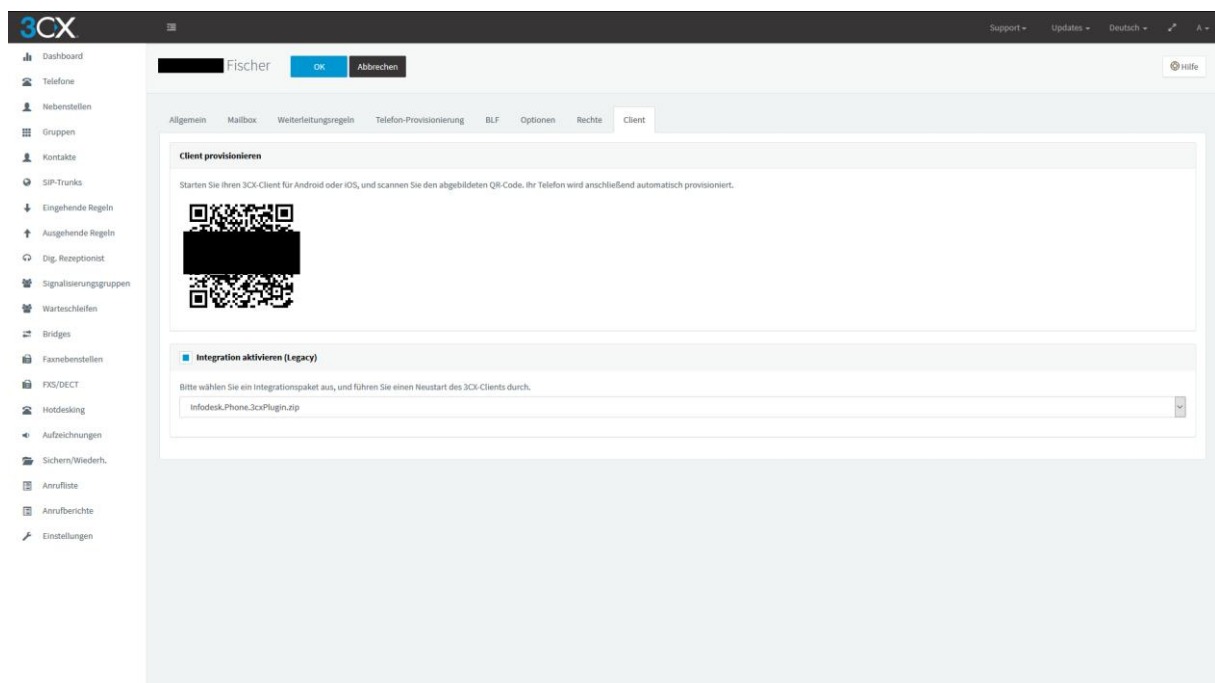 3CX
Support
Updates
Deutsch
A
Dashboard
Telefone
Nebenstellen
Gruppen
Kontakte
SIP-Trunks
Eingehende Regeln
Ausgehende Regeln
Dig. Rezeptionist
Signalisierungsgruppen
Warteschleifen
Bridges
Faxnebenstellen
FXS/DECT
Hotdesking
Aufzeichnungen
Sichern/Wiederh.
Anrufliste
Anrufberichte
Einstellungen
Fischer
OK
Abbrechen
Hilfe
Allgemein
Mailbox
Weiterleitungsregeln
Telefon-Provisionierung
BLF
Optionen
Rechte
Client
Client provisionieren
Starten Sie Ihren 3CX-Client für Android oder iOS, und scannen Sie den abgebildeten QR-Code. Ihr Telefon wird anschließend automatisch provisioniert.
Integration aktivieren (Legacy)
Bitte wählen Sie ein Integrationspaket aus, und führen Sie einen Neustart des 3CX-Clients durch.
Infodesk.Phone.3cxPlugin.zip